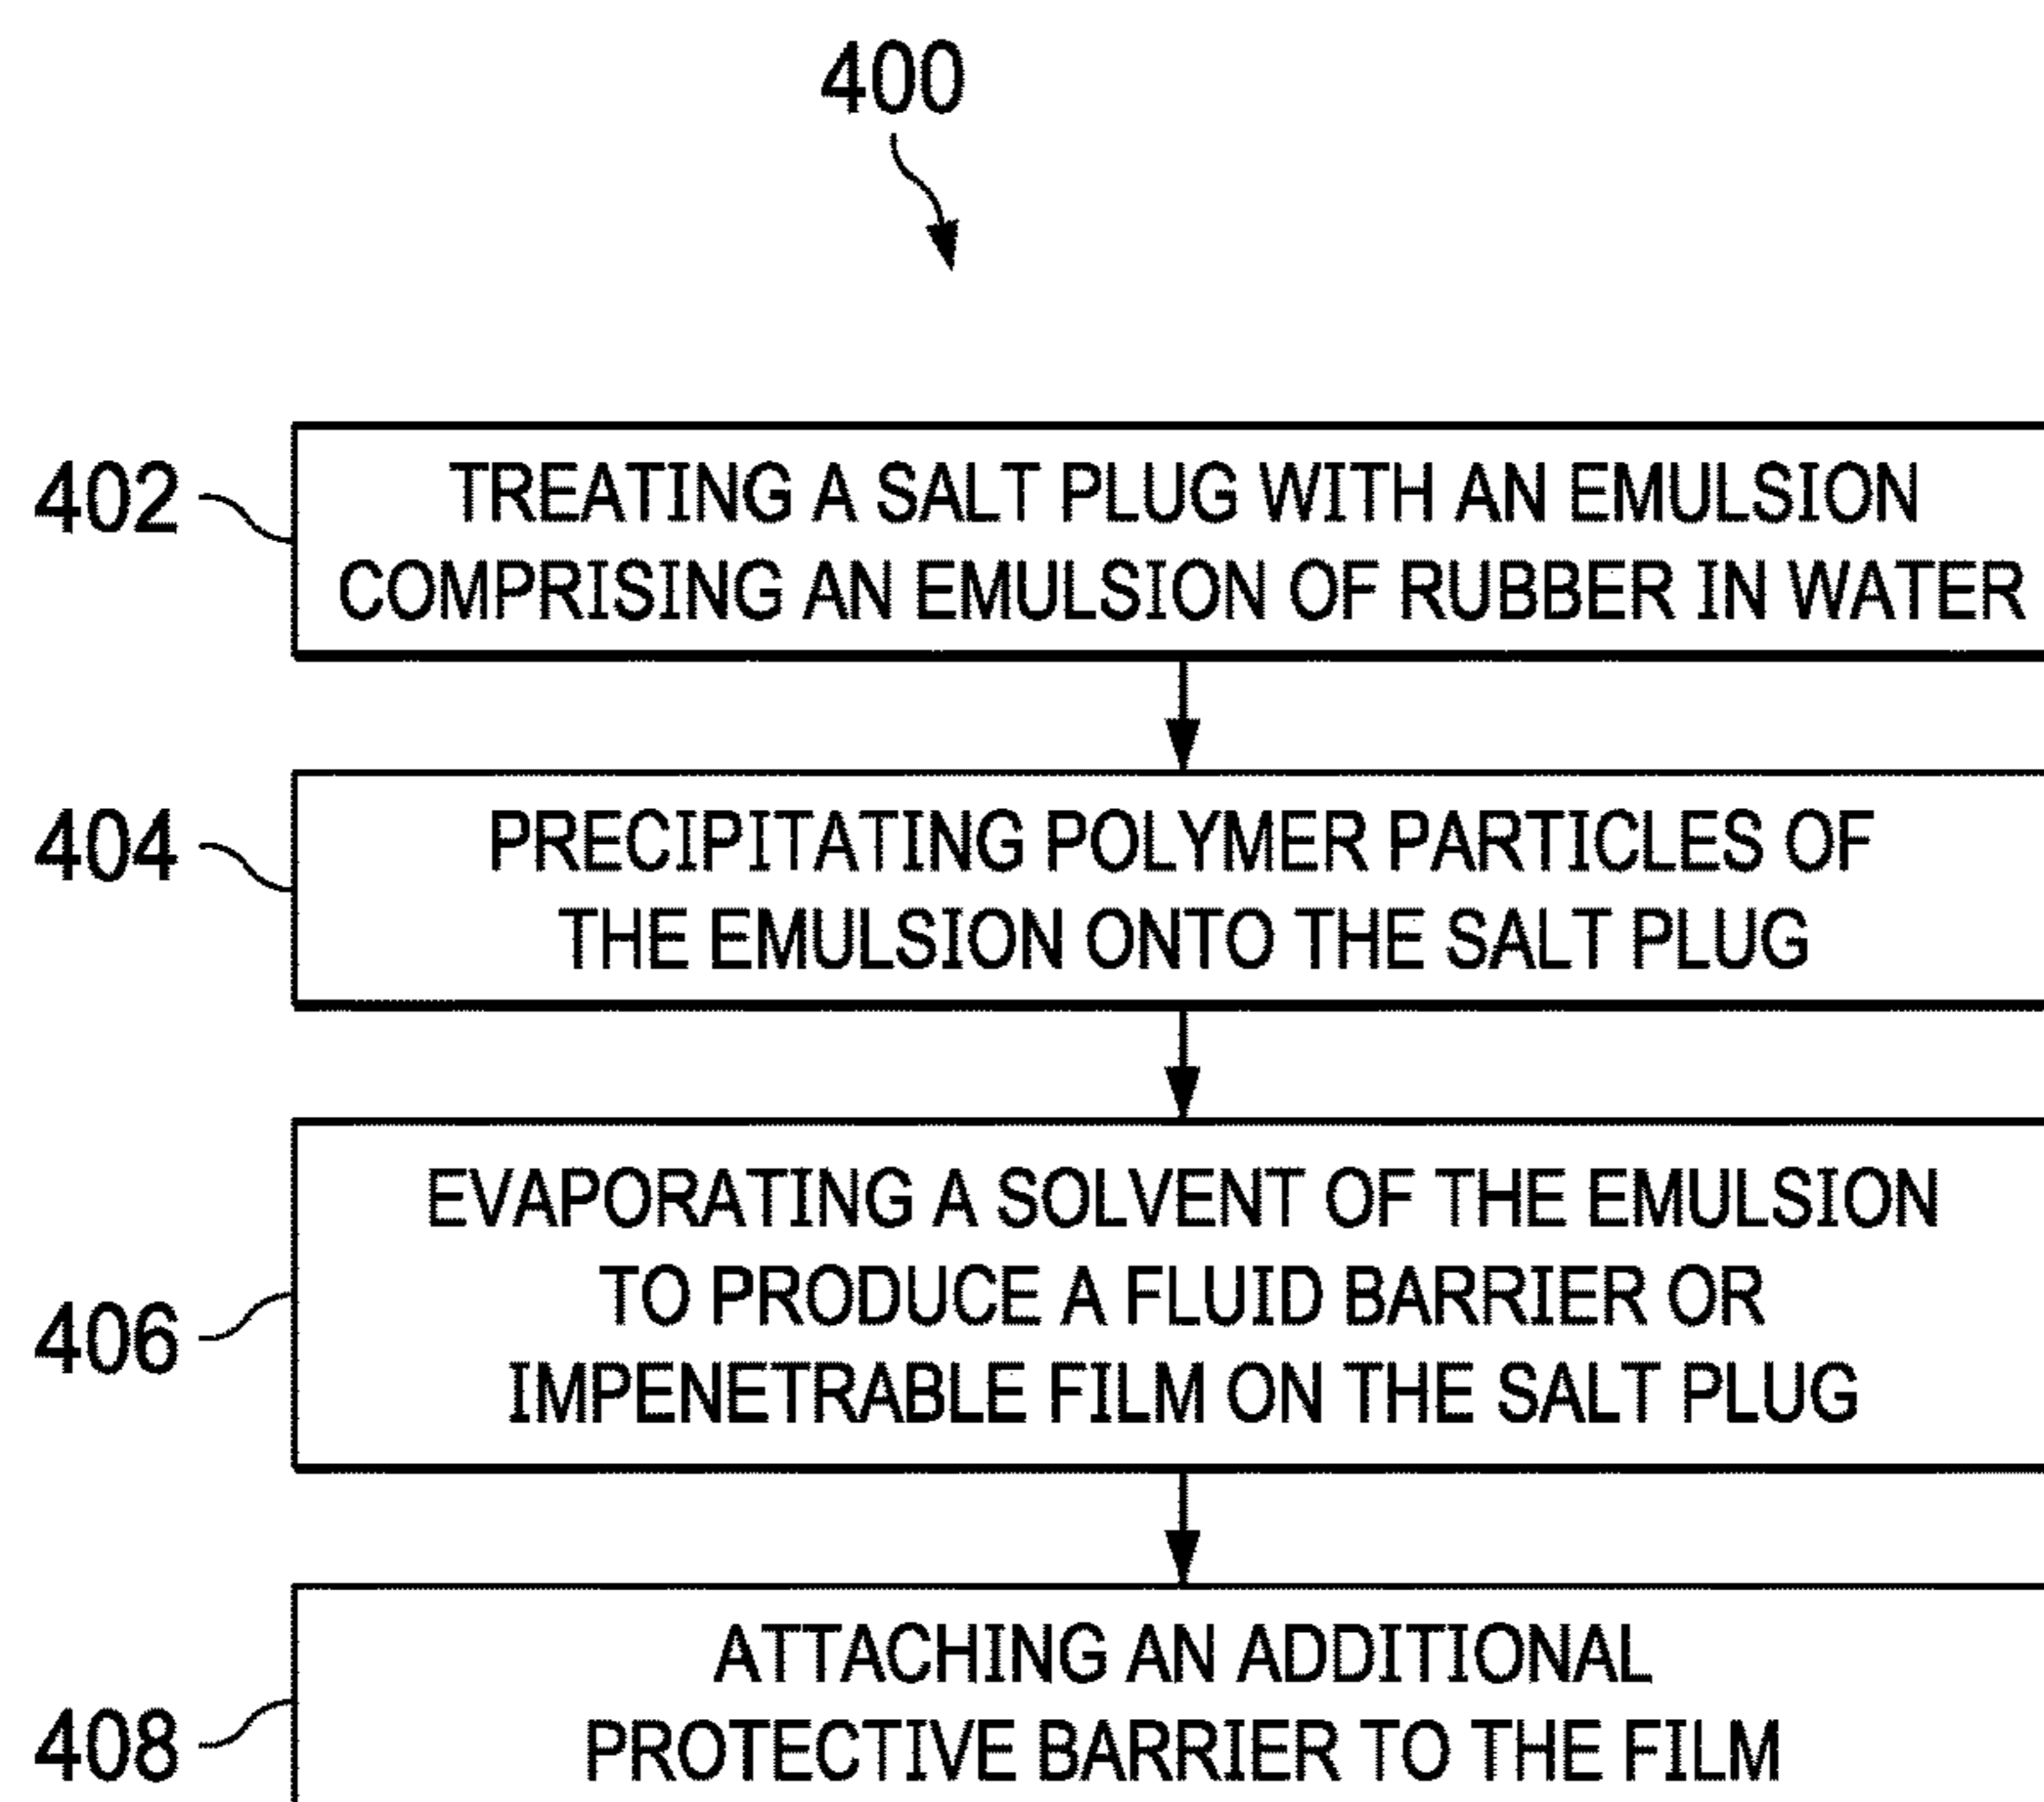 400
402
TREATING A SALT PLUG WITH AN EMULSION
COMPRISING AN EMULSION OF RUBBER IN WATER
404
PRECIPITATING POLYMER PARTICLES OF
THE EMULSION ONTO THE SALT PLUG
406
EVAPORATING A SOLVENT OF THE EMULSION
TO PRODUCE A FLUID BARRIER OR
IMPENETRABLE FILM ON THE SALT PLUG
408
ATTACHING AN ADDITIONAL
PROTECTIVE BARRIER TO THE FILM